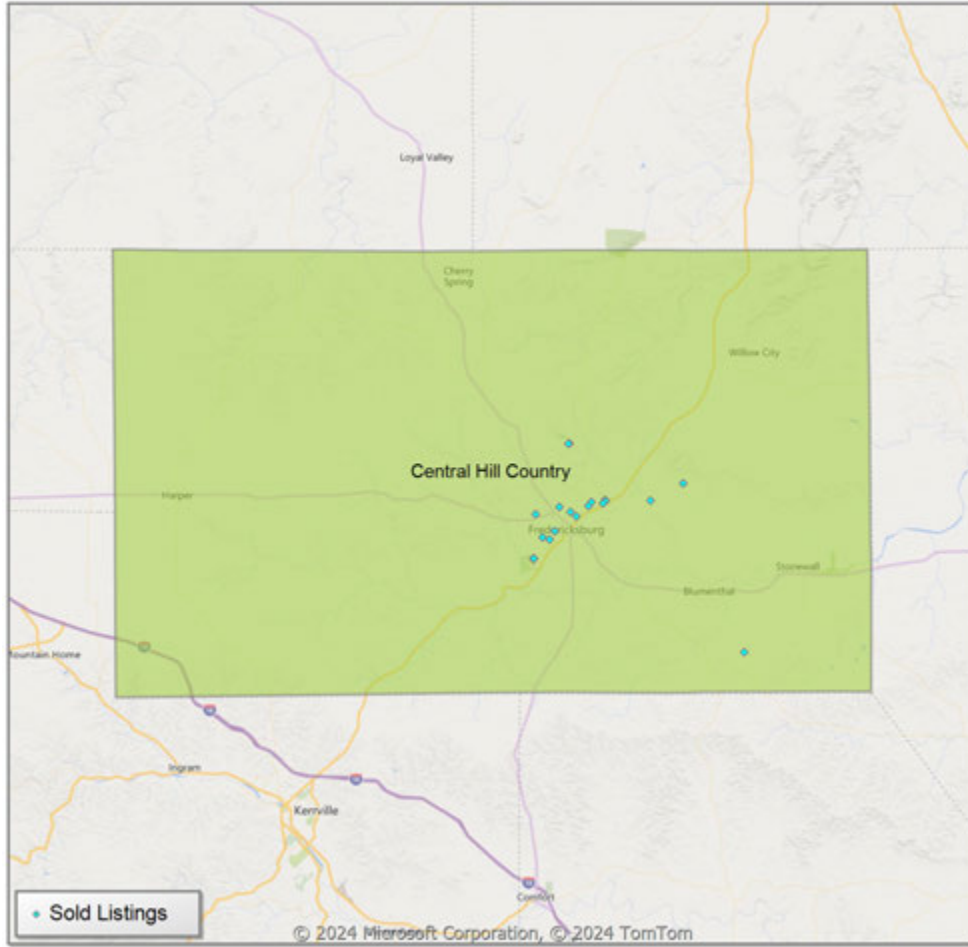 Loyal Valley
Cherry
Spring
Willow City
Central Hill Country
Harper
Fredericksburg
Stonewall
Blumenthal
Mountain Home
Ingram
Kerrville
Comfort
Sold Listings
© 2024 Microsoft Corporation, © 2024 TomTom